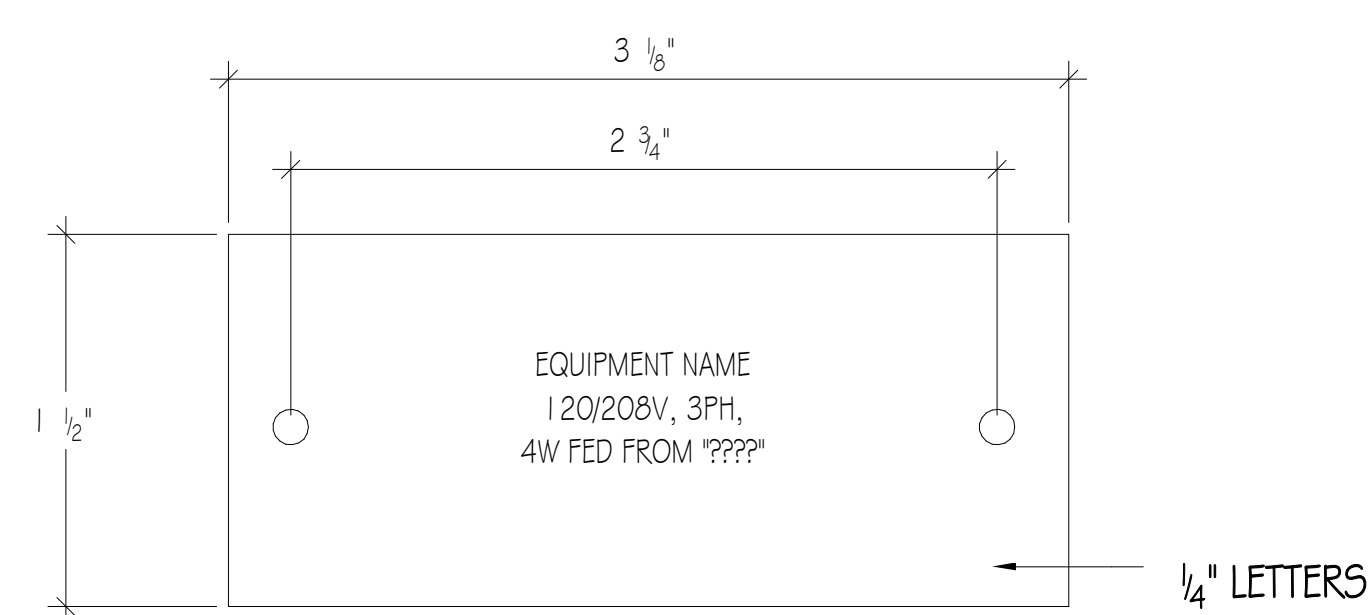 3 1/8"
2 3/4"
1 1/2"
EQUIPMENT NAME
120/208V, 3PH,
4W FED FROM "????"
1/4" LETTERS